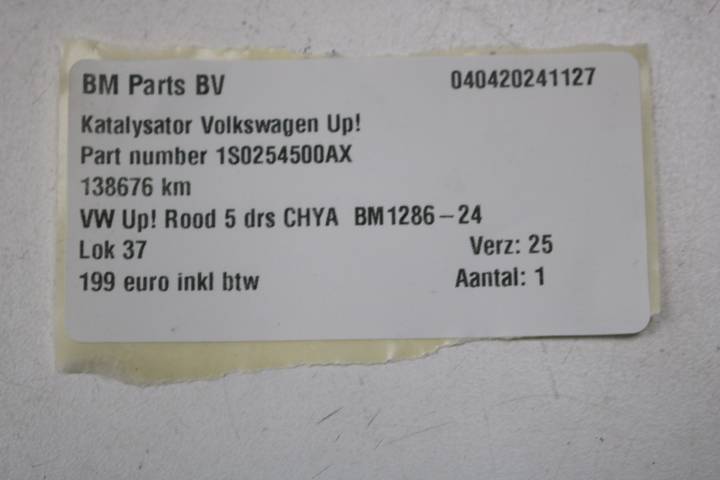 BM Parts BV 040420241127
Katalysator Volkswagen Up!
Part number 1S0254500AX
138676 km
VW Up! Rood 5 drs CHYA BM1286-24
Lok 37 Verz: 25
199 euro inkl btw Aantal: 1